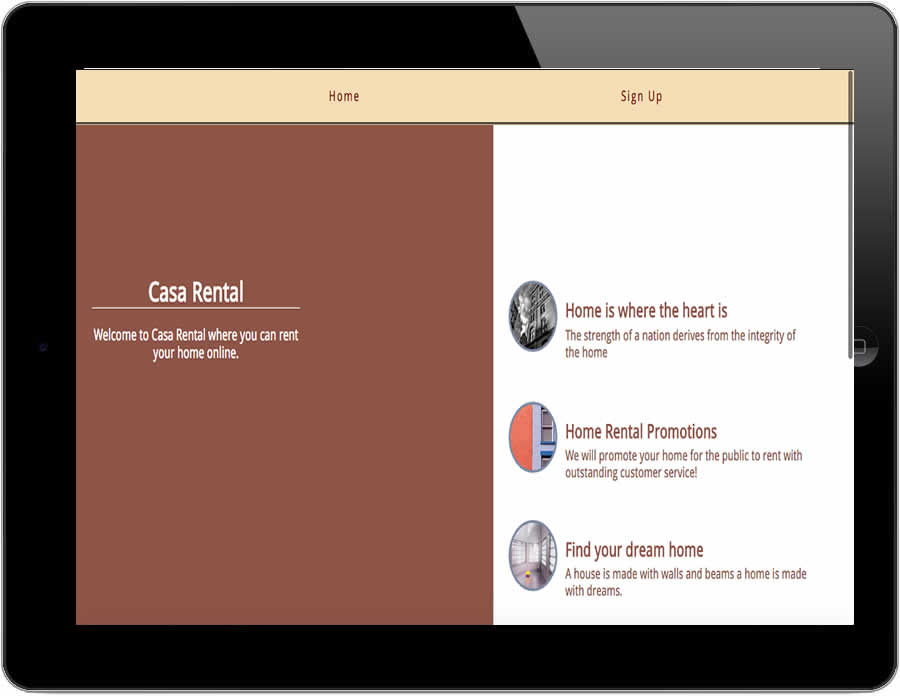 Home
Sign Up
Casa Rental
Welcome to Casa Rental where you can rent
your home online.
Home is where the heart is
The strength of a nation derives from the integrity of
the home
Home Rental Promotions
We will promote your home for the public to rent with
outstanding customer service!
Find your dream home
A house is made with walls and beams a home is made
with dreams.